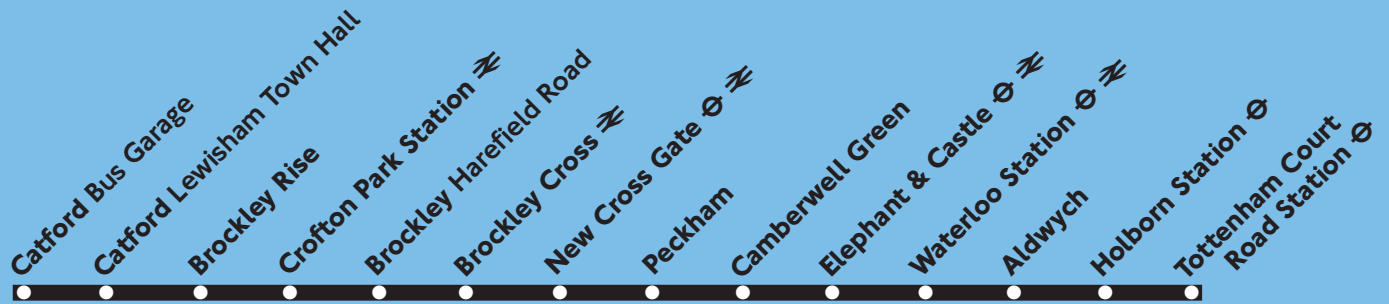 Catford Bus Garage
Catford Lewisham Town Hall
Brockley Rise
Crofton Park Station
Brockley Harefield Road
Brockley Cross
New Cross Gate
Peckham
Camberwell Green
Elephant & Castle
Waterloo Station
Aldwych
Holborn Station
Tottenham Court
Road Station